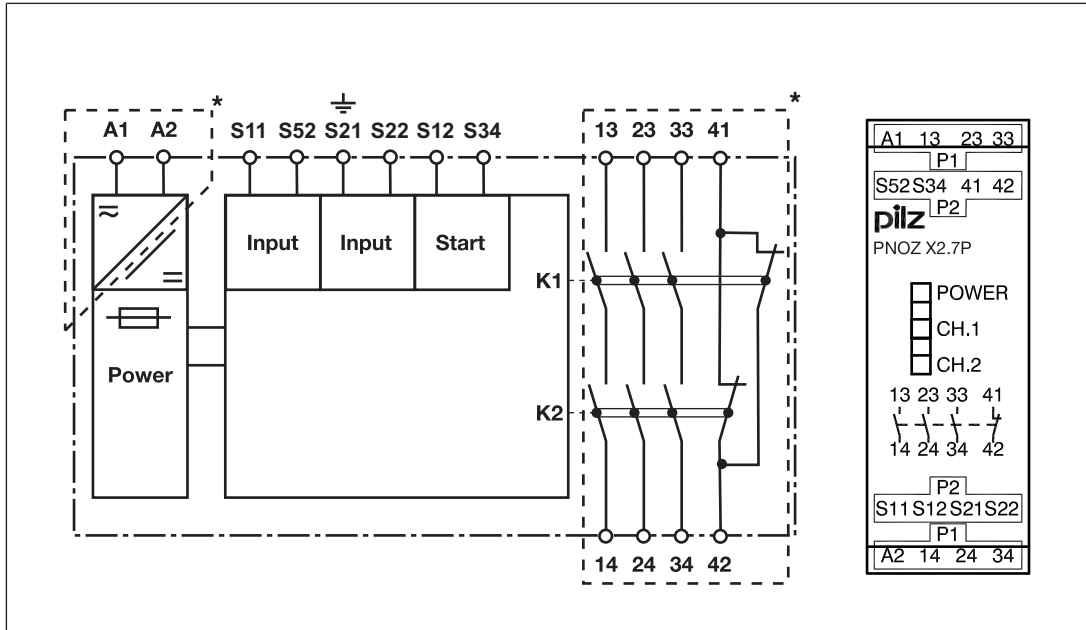 * *
A1 A2 S11 S52 S21 S22 S12 S34 13 23 33 41
Input Input Start
K1
Power
K2
14 24 34 42
A1 13 23 33
P1
S52 S34 41 42
P2
pilz
PNOZ X2.7P
POWER
CH.1
CH.2
13 23 33 41
14 24 34 42
P2
S11 S12 S21 S22
P1
A2 14 24 34